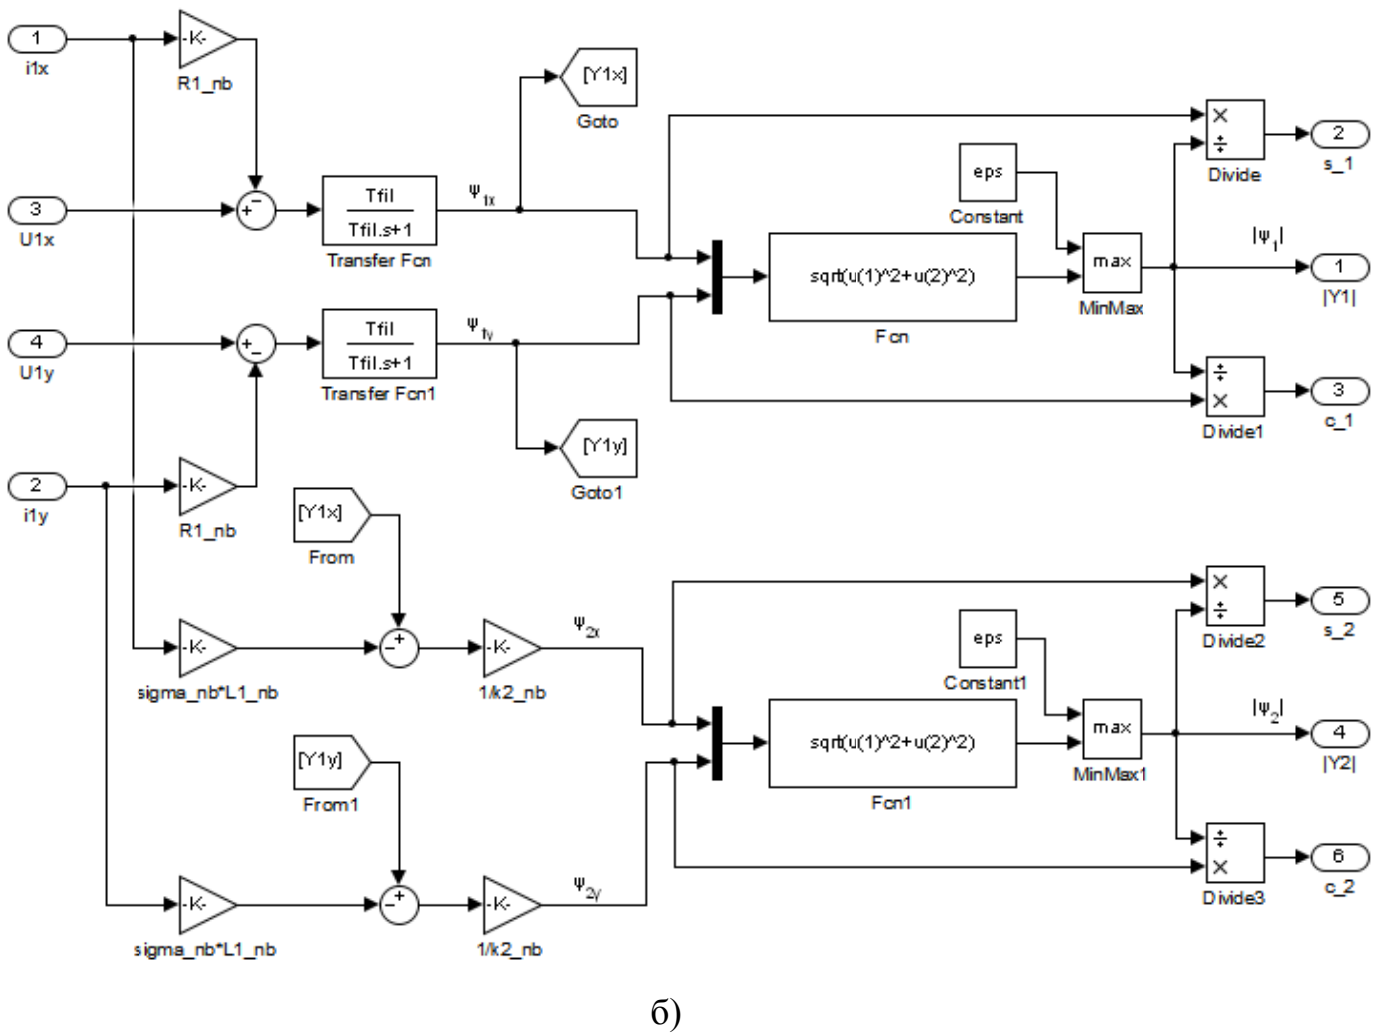 1
i1x
-K-
R1_nb
[Y1x]
Goto
3
U1x
+
−
Tfil
Tfil.s+1
Transfer Fcn
ψ1x
eps
Constant
×
÷
Divide
2
s_1
sqrt(u(1)^2+u(2)^2)
Fcn
max
MinMax
|ψ1|
1
|Y1|
4
U1y
+
−
Tfil
Tfil.s+1
Transfer Fcn1
ψ1y
÷
×
Divide1
3
c_1
[Y1y]
Goto1
2
i1y
-K-
R1_nb
[Y1x]
From
-K-
sigma_nb*L1_nb
−
+
-K-
1/k2_nb
ψ2x
eps
Constant1
×
÷
Divide2
5
s_2
[Y1y]
From1
sqrt(u(1)^2+u(2)^2)
Fcn1
max
MinMax1
|ψ2|
4
|Y2|
-K-
sigma_nb*L1_nb
−
+
-K-
1/k2_nb
ψ2y
÷
×
Divide3
6
c_2
б)